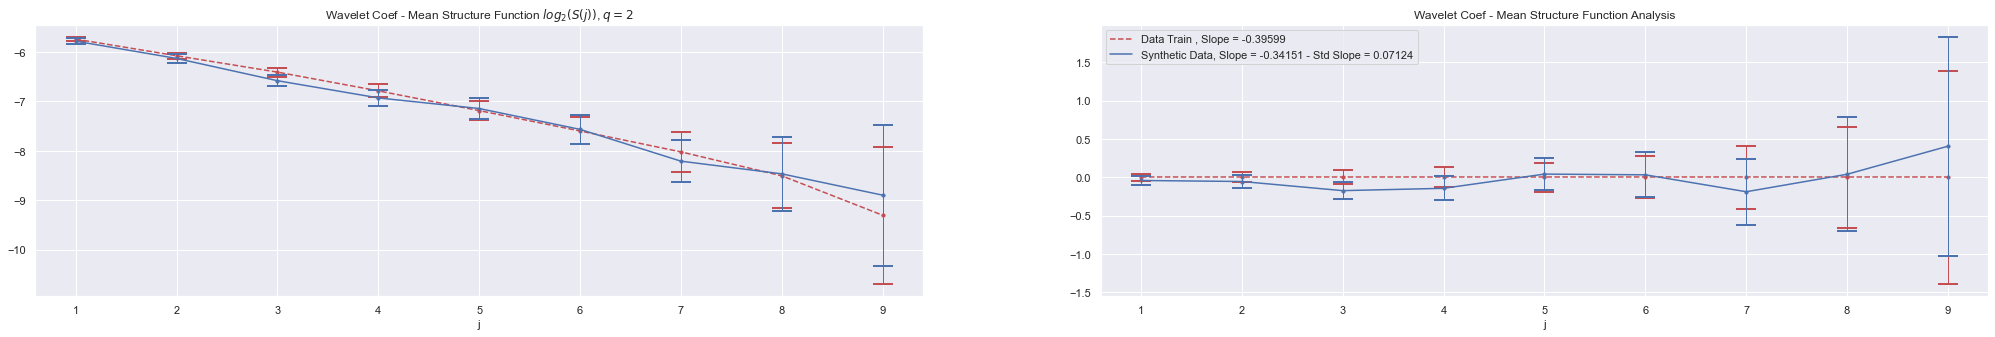 Wavelet Coef - Mean Structure Function log₂(S(j)), q = 2
−6
−7
−8
−9
−10
1 2 3 4 5 6 7 8 9
j
Wavelet Coef - Mean Structure Function Analysis
Data Train , Slope = -0.39599
Synthetic Data, Slope = -0.34151 - Std Slope = 0.07124
1.5
1.0
0.5
0.0
−0.5
−1.0
−1.5
1 2 3 4 5 6 7 8 9
j